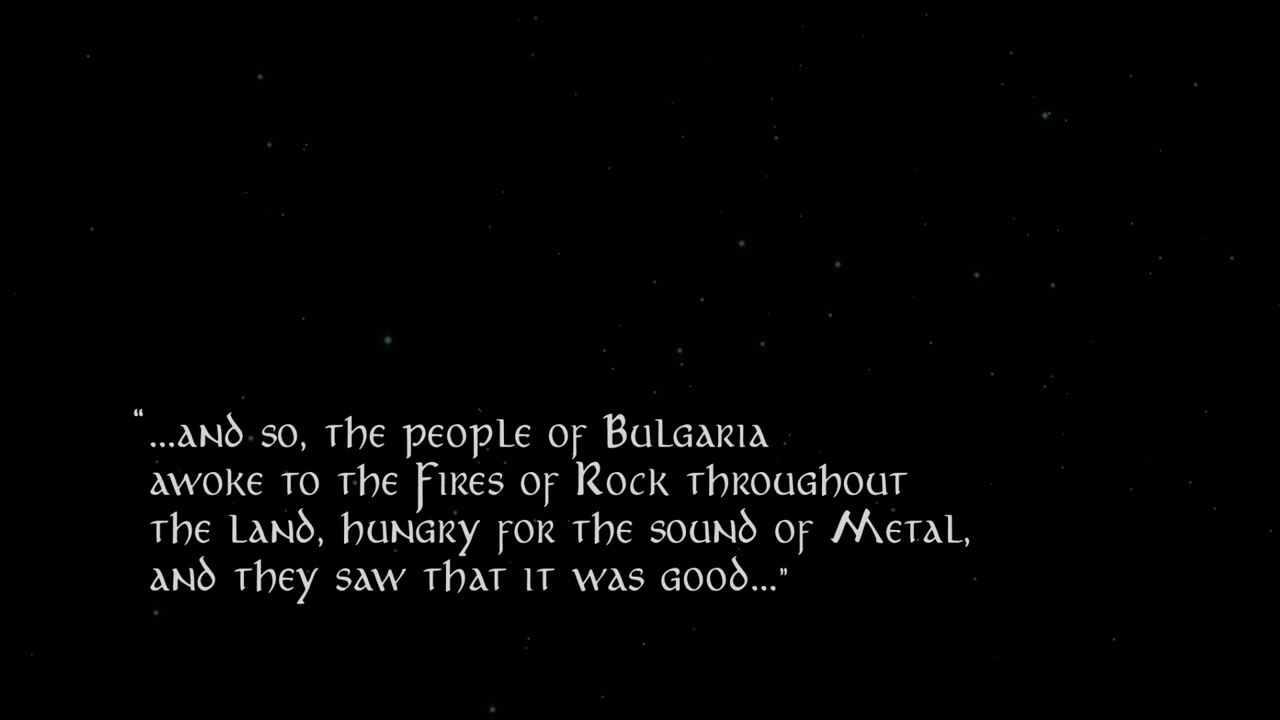 “...and so, the people of Bulgaria
awoke to the Fires of Rock throughout
the land, hungry for the sound of Metal,
and they saw that it was good...”